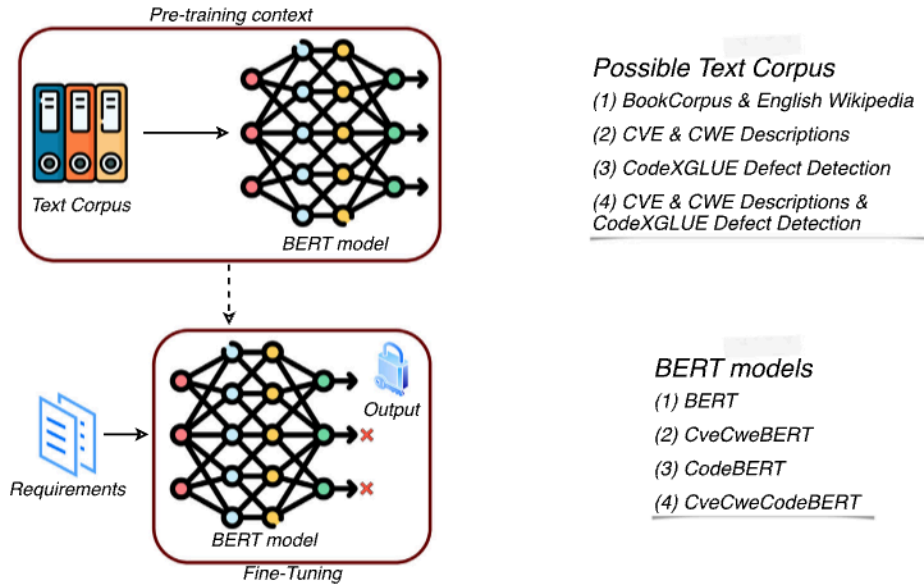 Pre-training context
Text Corpus
BERT model
Possible Text Corpus
(1) BookCorpus & English Wikipedia
(2) CVE & CWE Descriptions
(3) CodeXGLUE Defect Detection
(4) CVE & CWE Descriptions &
CodeXGLUE Defect Detection
Requirements
Output
BERT model
Fine-Tuning
BERT models
(1) BERT
(2) CveCweBERT
(3) CodeBERT
(4) CveCweCodeBERT